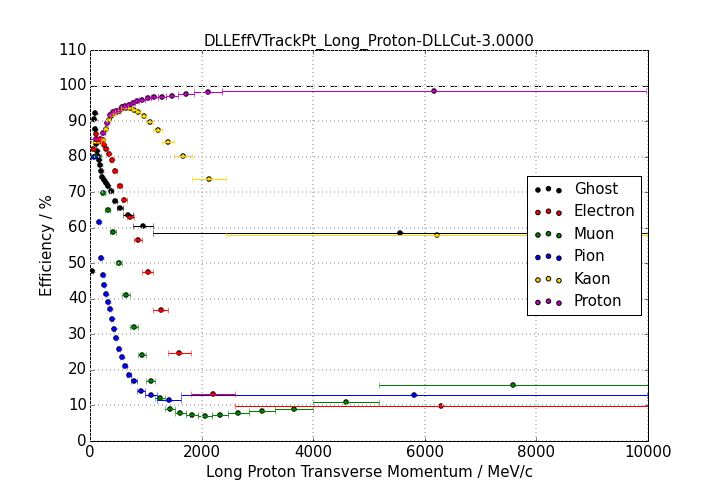 DLLEffVTrackPt_Long_Proton-DLLCut-3.0000
110
100
90
80
70
60
50
40
30
20
10
0
Efficiency / %
Ghost
Electron
Muon
Pion
Kaon
Proton
0 2000 4000 6000 8000 10000
Long Proton Transverse Momentum / MeV/c